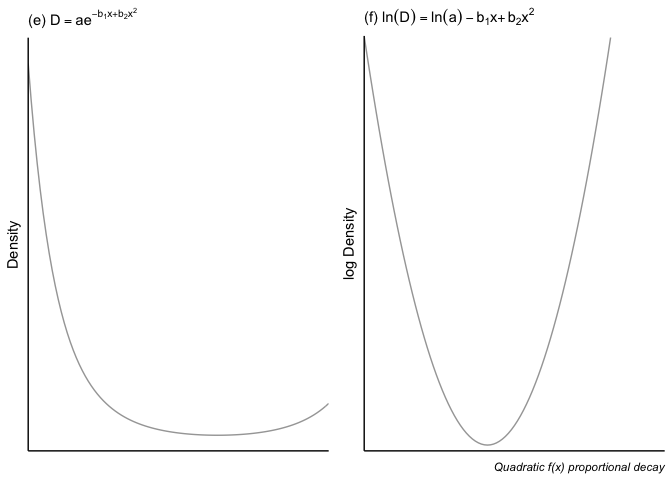 (e) D = ae^−b₁x+b₂x²
(f) ln(D) = ln(a) − b₁x+ b₂x²
Density
log Density
Quadratic f(x) proportional decay